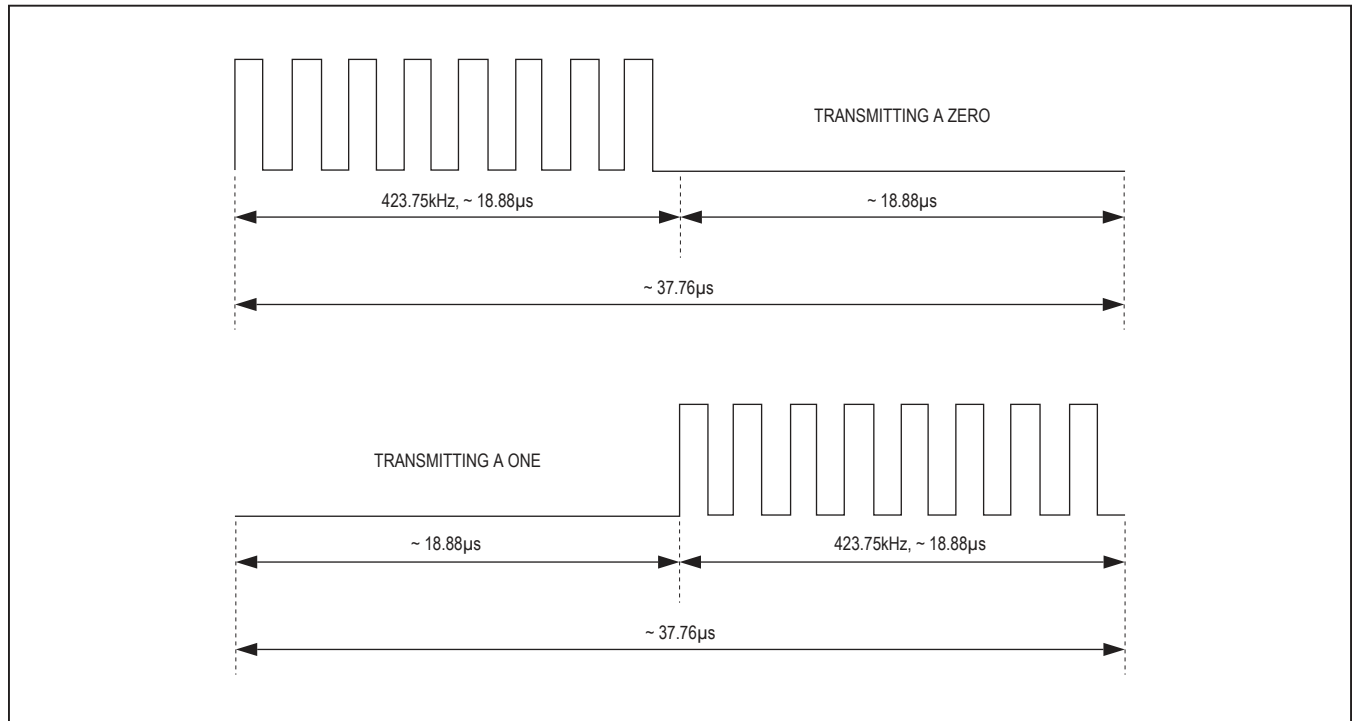 TRANSMITTING A ZERO
423.75kHz, ~ 18.88µs
~ 18.88µs
~ 37.76µs
TRANSMITTING A ONE
~ 18.88µs
423.75kHz, ~ 18.88µs
~ 37.76µs